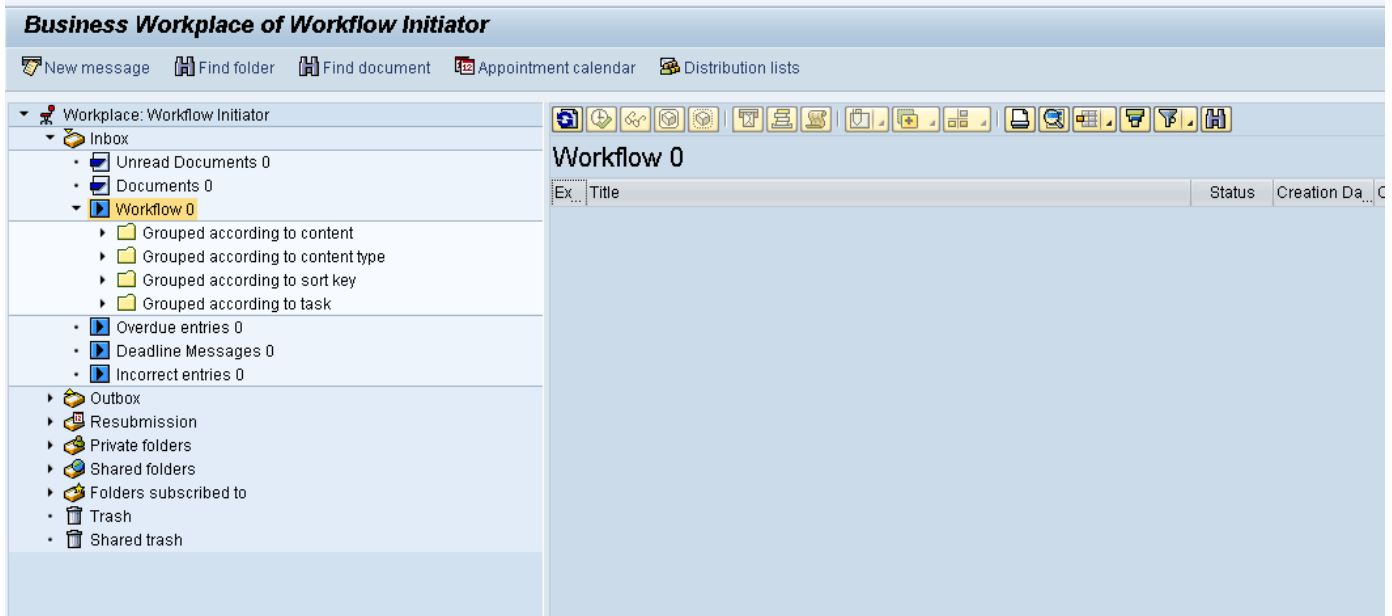 Business Workplace of Workflow Initiator
New message Find folder Find document Appointment calendar Distribution lists
Workplace: Workflow Initiator
Inbox
Unread Documents 0
Documents 0
Workflow 0
Grouped according to content
Grouped according to content type
Grouped according to sort key
Grouped according to task
Overdue entries 0
Deadline Messages 0
Incorrect entries 0
Outbox
Resubmission
Private folders
Shared folders
Folders subscribed to
Trash
Shared trash
Workflow 0
Ex... Title Status Creation Da...